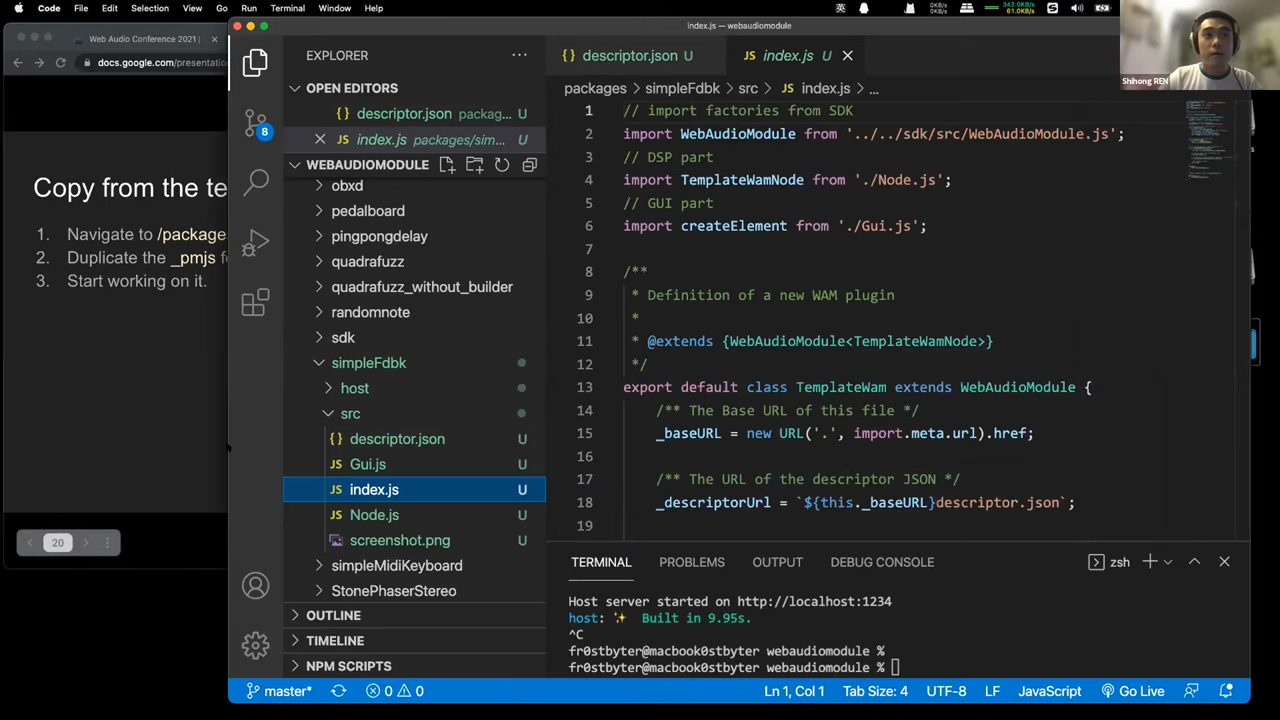 Code File Edit Selection View Go Run Terminal Window Help
英
342.0KB/s
61.0KB/s
Web Audio Conference 2021 |
docs.google.com/presentatio
Copy from the te
1. Navigate to /package
2. Duplicate the _pmjs f
3. Start working on it.
20
index.js — webaudiomodule
Shihong REN
EXPLORER
OPEN EDITORS
descriptor.json packag... U
index.js packages/sim... U
WEBAUDIOMODULE
obxd
pedalboard
pingpongdelay
quadrafuzz
quadrafuzz_without_builder
randomnote
sdk
simpleFdbk
host
src
descriptor.json U
Gui.js U
index.js U
Node.js U
screenshot.png U
simpleMidiKeyboard
StonePhaserStereo
OUTLINE
TIMELINE
NPM SCRIPTS
8
descriptor.json U
index.js U
packages > simpleFdbk > src > JS index.js > ...
1 // import factories from SDK
2 import WebAudioModule from './../sdk/src/WebAudioModule.js';
3 // DSP part
4 import TemplateWamNode from './Node.js';
5 // GUI part
6 import createElement from './Gui.js';
7
8 /**
9 * Definition of a new WAM plugin
10 *
11 * @extends {WebAudioModule<TemplateWamNode>}
12 */
13 export default class TemplateWam extends WebAudioModule {
14 /** The Base URL of this file */
15 _baseURL = new URL('.', import.meta.url).href;
16
17 /** The URL of the descriptor JSON */
18 _descriptorUrl = `${this._baseURL}descriptor.json`;
19
TERMINAL PROBLEMS OUTPUT DEBUG CONSOLE
zsh
Host server started on http://localhost:1234
host: ✨ Built in 9.95s.
^C
fr0stbyter@macbook0stbyter webaudiomodule %
fr0stbyter@macbook0stbyter webaudiomodule %
master* 0 0 Ln 1, Col 1 Tab Size: 4 UTF-8 LF JavaScript Go Live